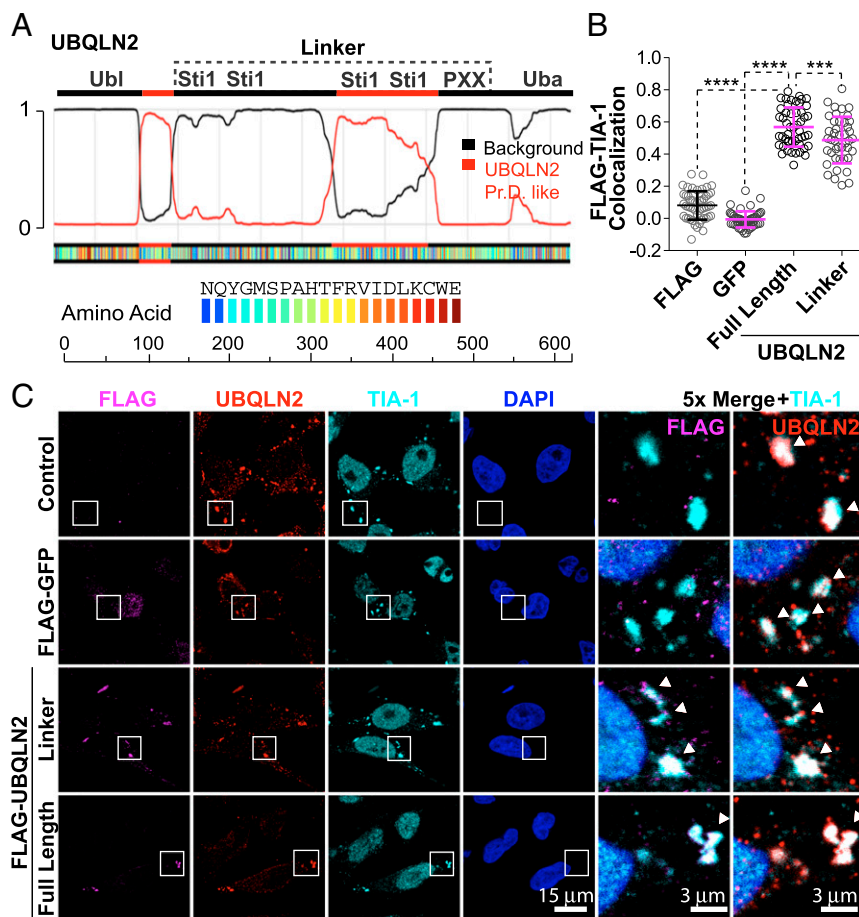 A
UBQLN2
Linker
Ubl Sti1 Sti1 Sti1 Sti1 PXX Uba
1
0
Background
UBQLN2
Pr.D. like
NQYGMSPAHTFRVIDLKCWE
Amino Acid
0 100 200 300 400 500 600
B
FLAG-TIA-1
Colocalization
1.0
0.8
0.6
0.4
0.2
0.0
-0.2
**** **** ***
FLAG
GFP
Full Length
Linker
UBQLN2
C
FLAG UBQLN2 TIA-1 DAPI 5x Merge+TIA-1
FLAG UBQLN2
Control
FLAG-GFP
FLAG-UBQLN2
Linker
Full Length
15 µm 3 µm 3 µm